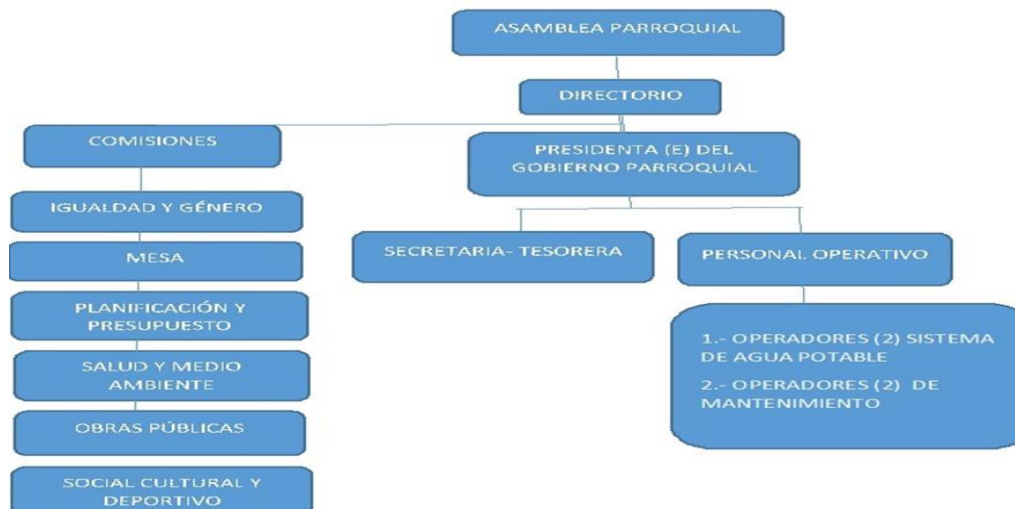 ASAMBLEA PARROQUIAL
DIRECTORIO
COMISIONES
PRESIDENTA (E) DEL
GOBIERNO PARROQUIAL
IGUALDAD Y GÉNERO
MESA
PLANIFICACIÓN Y
PRESUPUESTO
SALUD Y MEDIO
AMBIENTE
OBRAS PÚBLICAS
SOCIAL CULTURAL Y
DEPORTIVO
SECRETARIA- TESORERA
PERSONAL OPERATIVO
1.- OPERADORES (2) SISTEMA
DE AGUA POTABLE
2.- OPERADORES (2) DE
MANTENIMIENTO